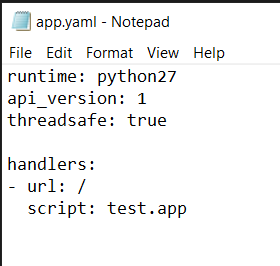 app.yaml - Notepad
File Edit Format View Help
runtime: python27
api_version: 1
threadsafe: true

handlers:
- url: /
  script: test.app